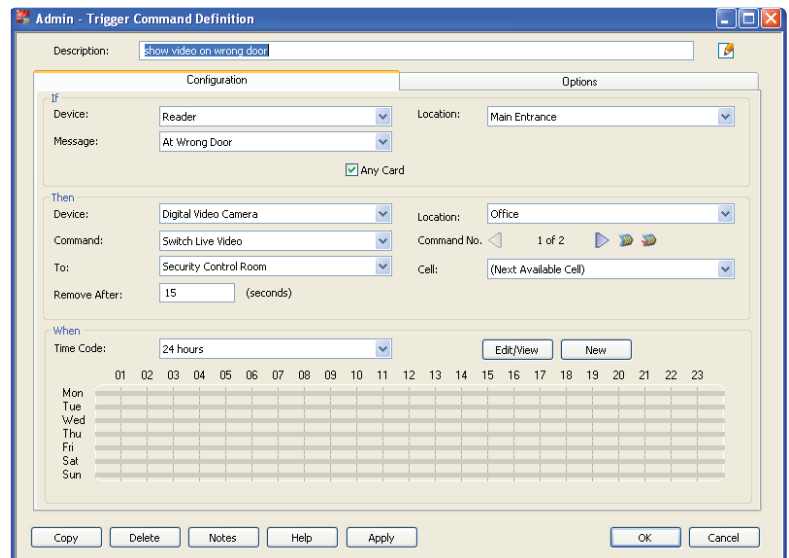 Admin - Trigger Command Definition
Description: show video on wrong door
Configuration Options
If
Device: Reader Location: Main Entrance
Message: At Wrong Door
Any Card
Then
Device: Digital Video Camera Location: Office
Command: Switch Live Video Command No. 1 of 2
To: Security Control Room Cell: (Next Available Cell)
Remove After: 15 (seconds)
When
Time Code: 24 hours Edit/View New
01 02 03 04 05 06 07 08 09 10 11 12 13 14 15 16 17 18 19 20 21 22 23
Mon
Tue
Wed
Thu
Fri
Sat
Sun
Copy Delete Notes Help Apply OK Cancel